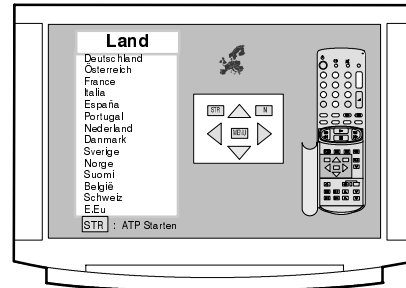 Land
Deutschland
Österreich
France
Italia
España
Portugal
Nederland
Danmark
Sverige
Norge
Suomi
België
Schweiz
E.Eu
STR : ATP Starten
STR
N
MENU